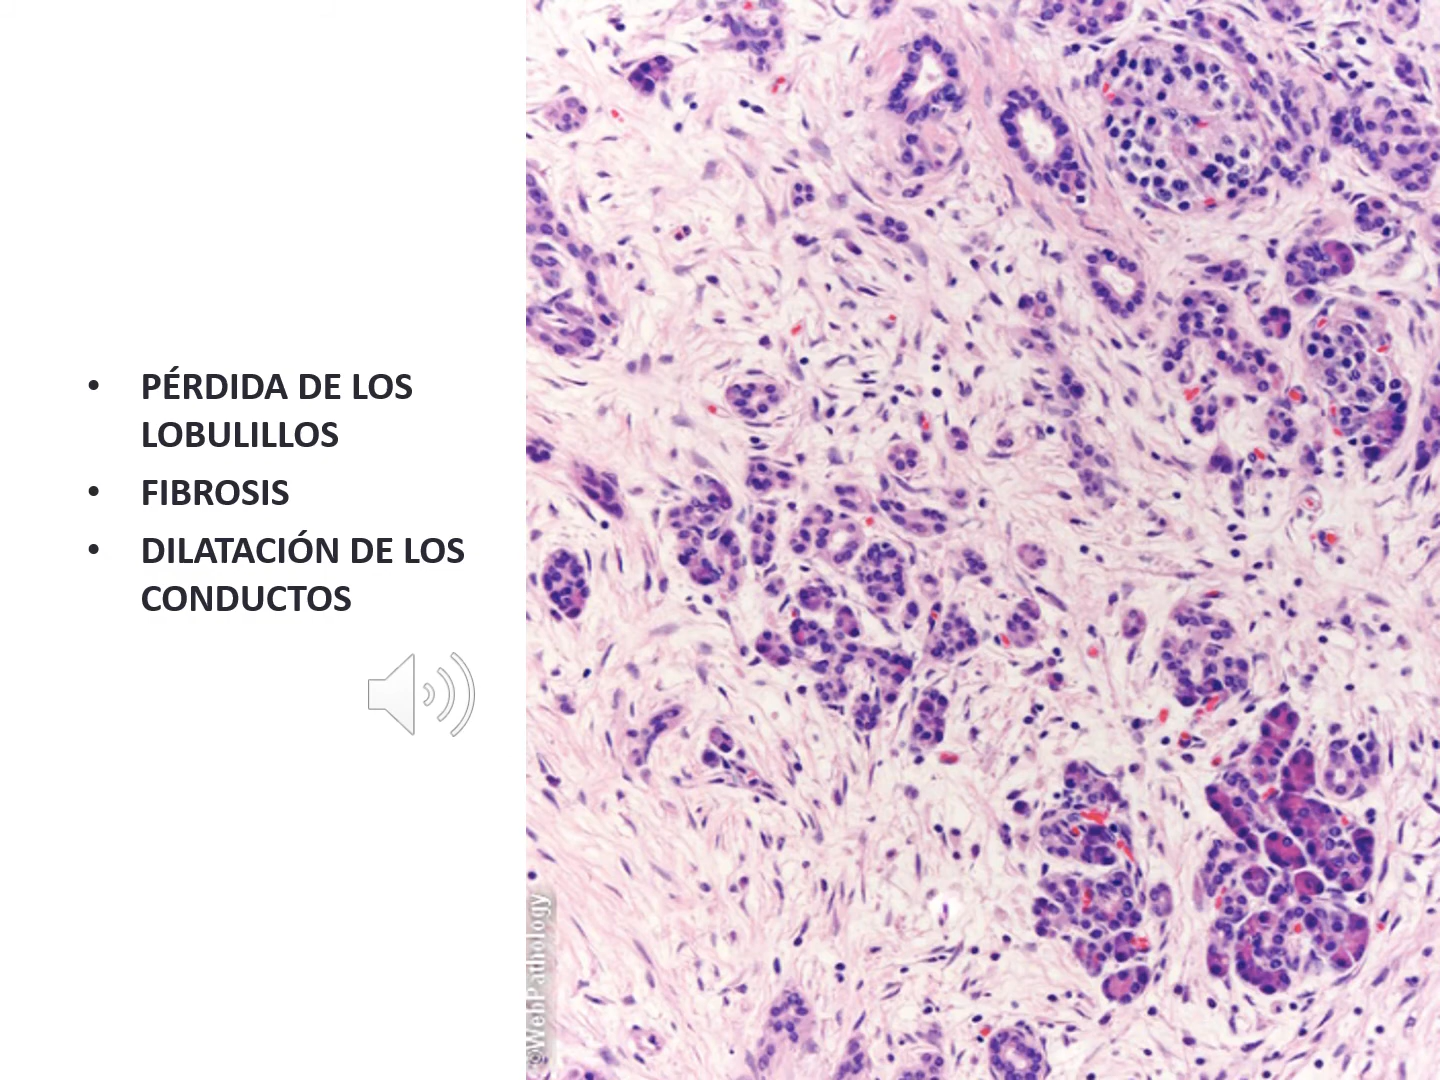 • PÉRDIDA DE LOS
LOBULILLOS
• FIBROSIS
• DILATACIÓN DE LOS
CONDUCTOS
©WebPathology